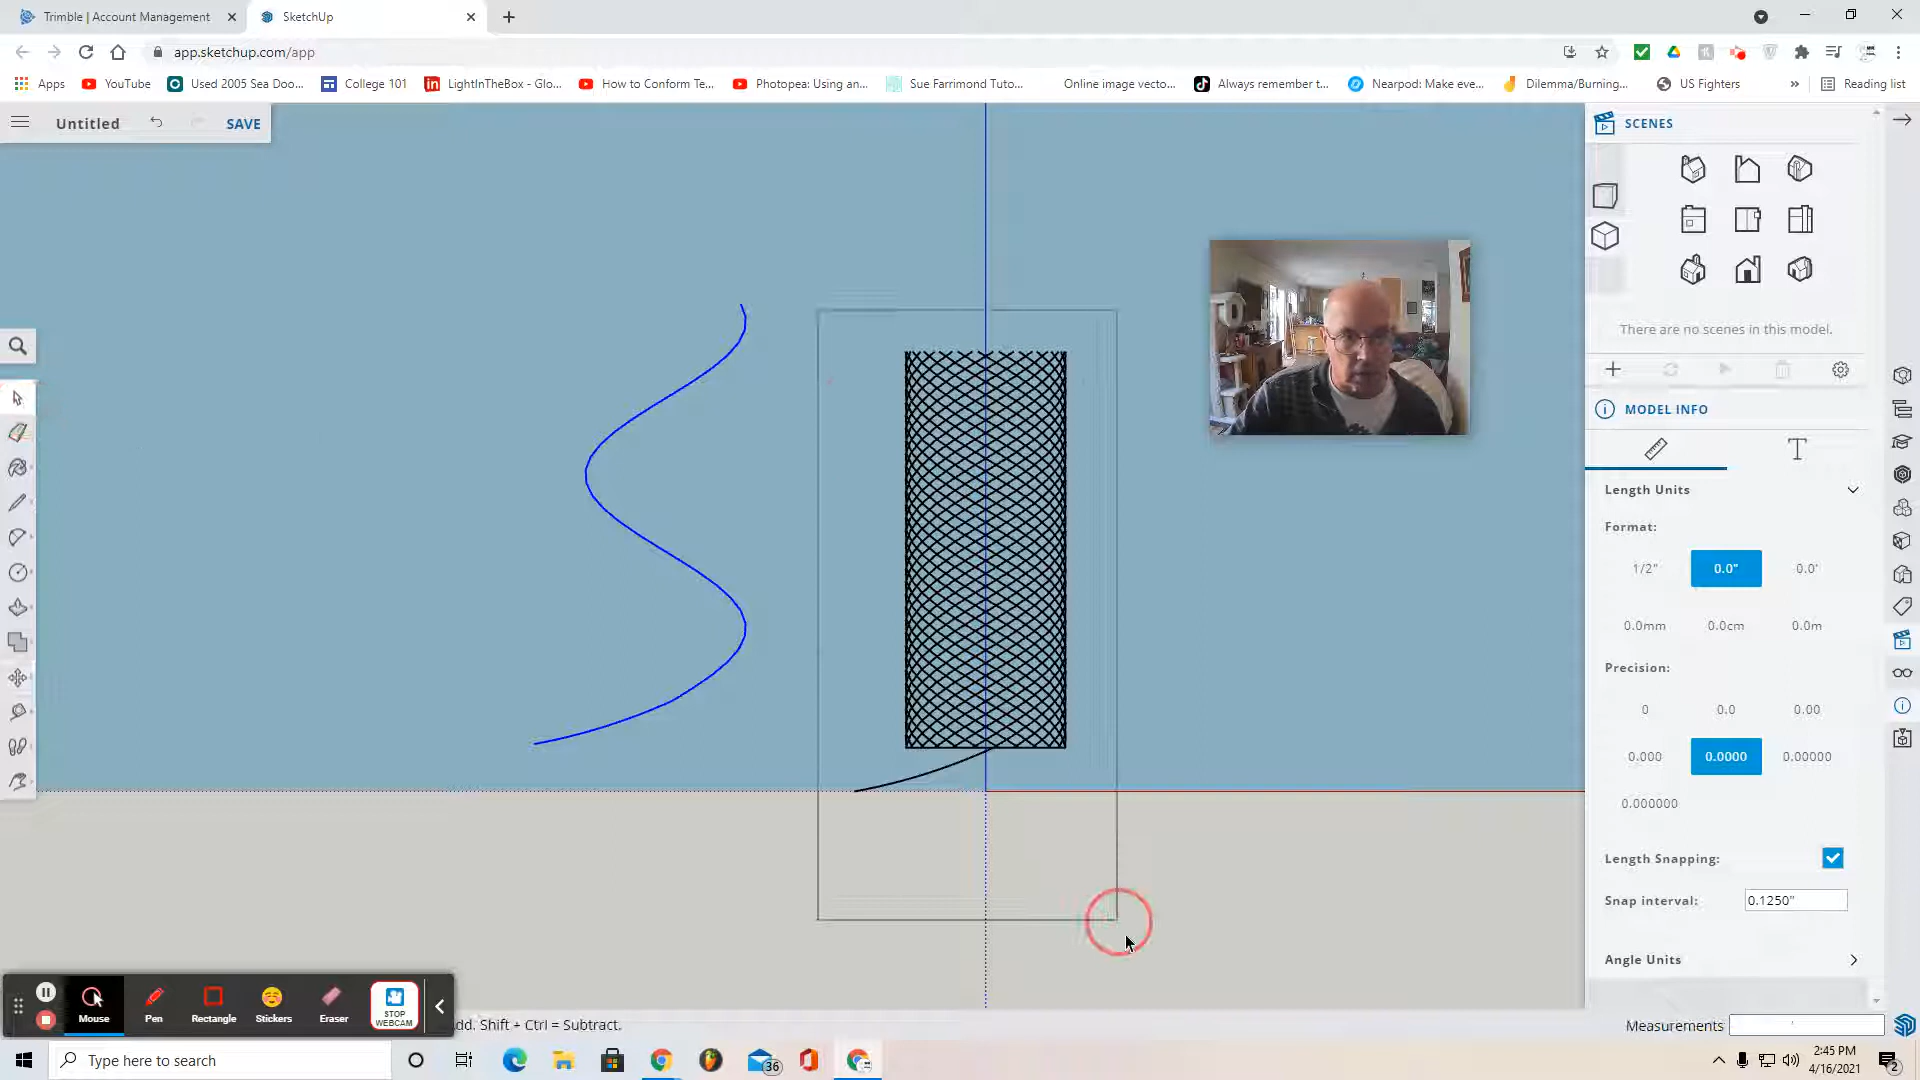 Trimble | Account Management
SketchUp
app.sketchup.com/app
Apps
YouTube
Used 2005 Sea Doo...
College 101
LightInTheBox - Glo...
How to Conform Te...
Photopea: Using an...
Sue Farrimond Tuto...
Online image vecto...
Always remember t...
Nearpod: Make eve...
Dilemma/Burning...
US Fighters
»
Reading list
Untitled
SAVE
SCENES
There are no scenes in this model.
MODEL INFO
Length Units
Format:
1/2"
0.0"
0.0'
0.0mm
0.0cm
0.0m
Precision:
0
0.0
0.00
0.000
0.0000
0.00000
0.000000
Length Snapping:
Snap interval:
0.1250"
Angle Units
Mouse
Pen
Rectangle
Stickers
Eraser
STOP
WEBCAM
dd. Shift + Ctrl = Subtract.
Measurements
Type here to search
36
2:45 PM
4/16/2021
2